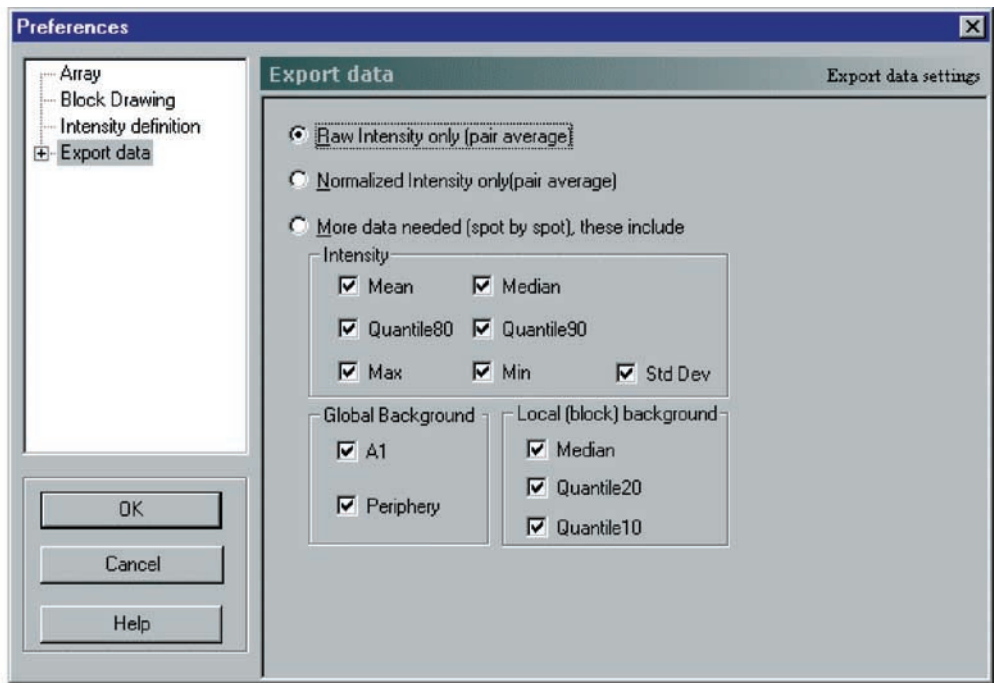 Preferences
Array
Block Drawing
Intensity definition
Export data
OK
Cancel
Help
Export data
Export data settings
Raw Intensity only (pair average)
Normalized Intensity only(pair average)
More data needed (spot by spot), these include
Intensity
Mean Median
Quantile80 Quantile90
Max Min Std Dev
Global Background
A1
Periphery
Local (block) background
Median
Quantile20
Quantile10